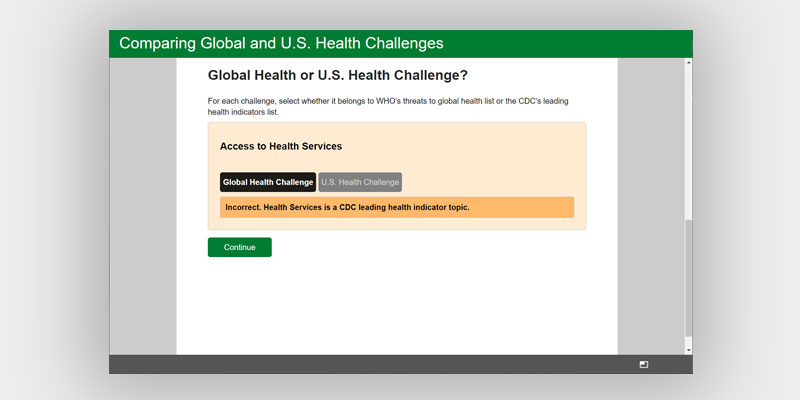 Comparing Global and U.S. Health Challenges
Global Health or U.S. Health Challenge?
For each challenge, select whether it belongs to WHO's threats to global health list or the CDC's leading
health indicators list.
Access to Health Services
Global Health Challenge U.S. Health Challenge
Incorrect. Health Services is a CDC leading health indicator topic.
Continue